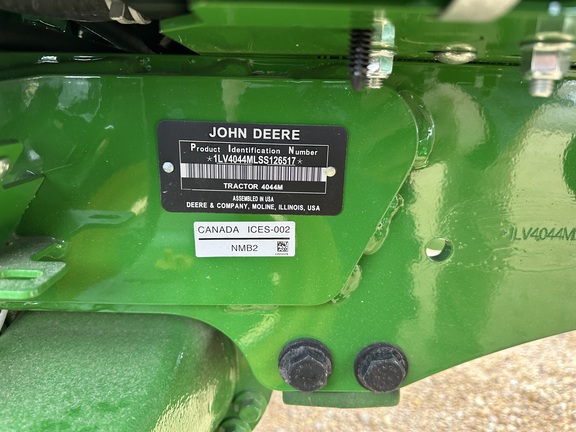 JOHN DEERE
Product Identification Number
*1LV4044MLSS126517*
TRACTOR 4044M
ASSEMBLED IN USA
DEERE & COMPANY, MOLINE, ILLINOIS, USA
CANADA ICES-002
NMB2
1LV4044ML